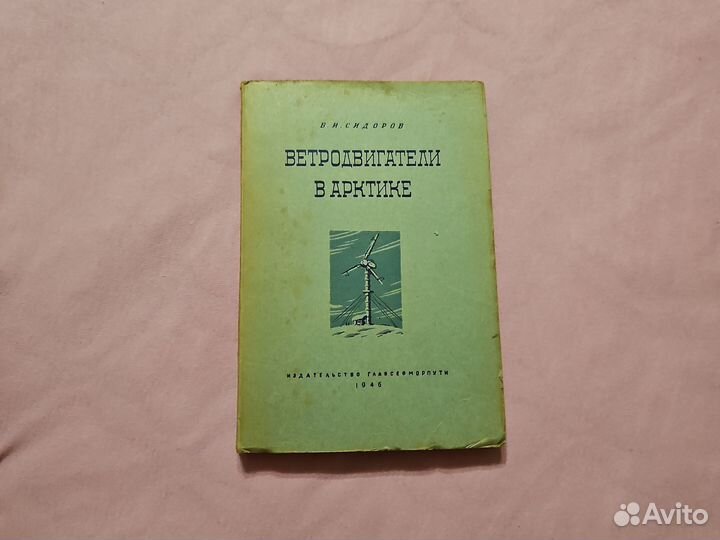 В. И. СИДОРОВ
ВЕТРОДВИГАТЕЛИ
В АРКТИКЕ
ИЗДАТЕЛЬСТВО ГЛАВСЕВМОРПУТИ
1946
Avito